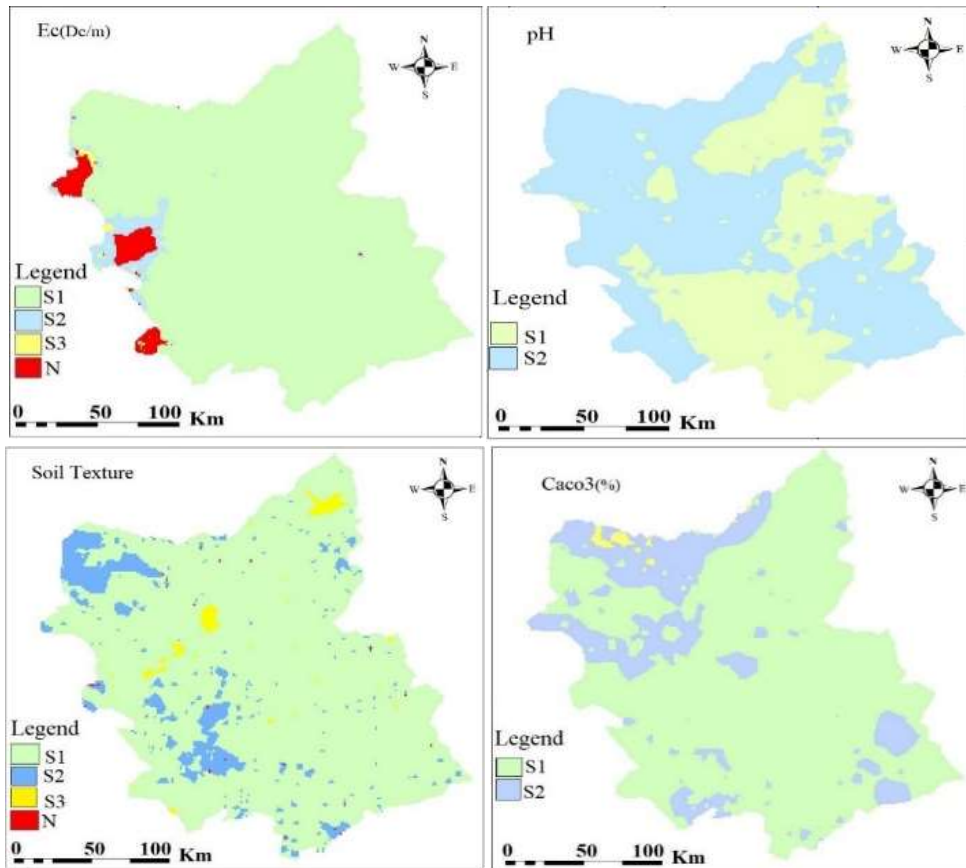 Ec(Dc/m)
N
W E
S
Legend
S1
S2
S3
N
0 50 100 Km
pH
N
W E
S
Legend
S1
S2
0 50 100 Km
Soil Texture
N
W E
S
Legend
S1
S2
S3
N
0 50 100 Km
Caco3(%)
N
W E
S
Legend
S1
S2
0 50 100 Km